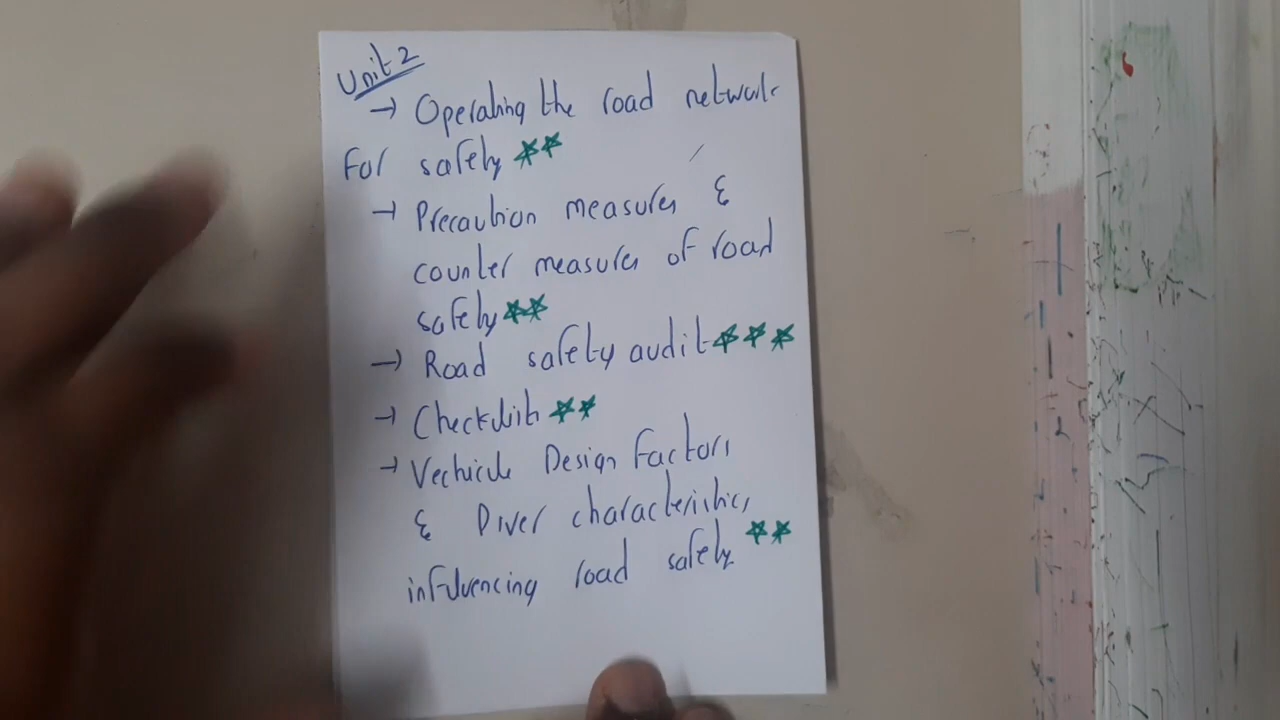 Unit 2
→ Operating the road network
For safety **
→ Precaution measures &
counter measures of road
safety **
→ Road safety audit ***
→ Checklist **
→ Vechicle Design Factors
& Diver characteristics
influencing road safety **